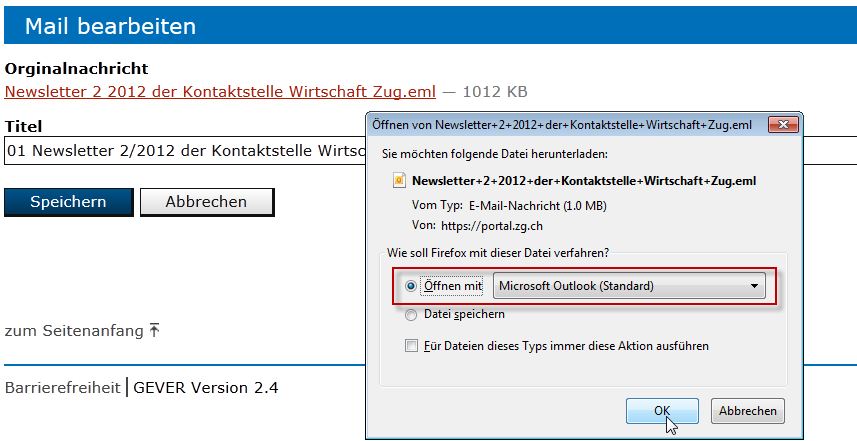 Mail bearbeiten
Orginalnachricht
Newsletter 2 2012 der Kontaktstelle Wirtschaft Zug.eml — 1012 KB
Titel
01 Newsletter 2/2012 der Kontaktstelle Wirtsc
Speichern Abbrechen
zum Seitenanfang
Barrierefreiheit GEVER Version 2.4
Öffnen von Newsletter+2+2012+der+Kontaktstelle+Wirtschaft+Zug.eml
Sie möchten folgende Datei herunterladen:
Newsletter+2+2012+der+Kontaktstelle+Wirtschaft+Zug.eml
Vom Typ: E-Mail-Nachricht (1.0 MB)
Von: https://portal.zg.ch
Wie soll Firefox mit dieser Datei verfahren?
Öffnen mit Microsoft Outlook (Standard)
Datei speichern
Für Dateien dieses Typs immer diese Aktion ausführen
OK Abbrechen